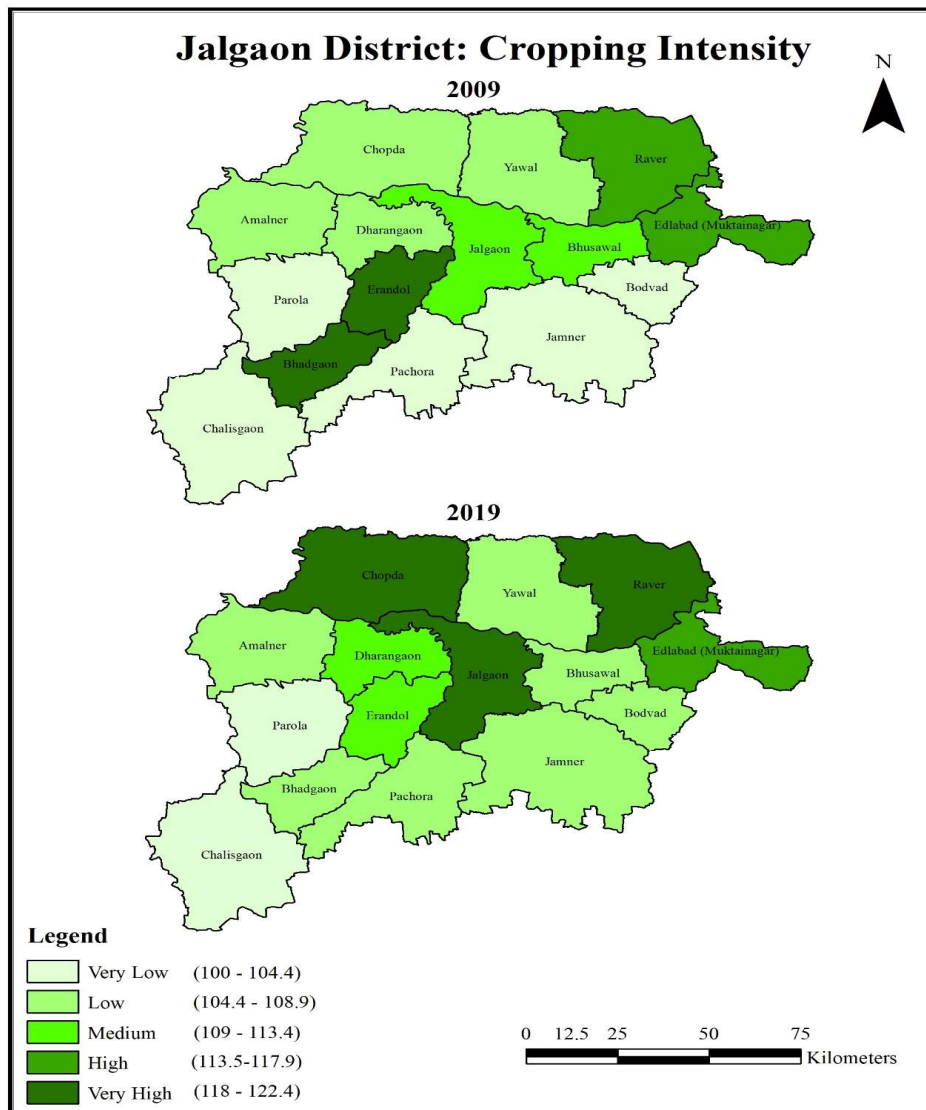 Jalgaon District: Cropping Intensity
N
2009
Chopda
Yawal
Raver
Amalner
Dharangaon
Jalgaon
Bhusawal
Edlabad (Muktainagar)
Erandol
Bodvad
Parola
Jamner
Bhadgaon
Pachora
Chalisgaon
2019
Chopda
Yawal
Raver
Amalner
Dharangaon
Jalgaon
Bhusawal
Edlabad (Muktainagar)
Erandol
Bodvad
Parola
Jamner
Bhadgaon
Pachora
Chalisgaon
Legend
Very Low (100 - 104.4)
Low (104.4 - 108.9)
Medium (109 - 113.4)
High (113.5-117.9)
Very High (118 - 122.4)
0 12.5 25 50 75
Kilometers